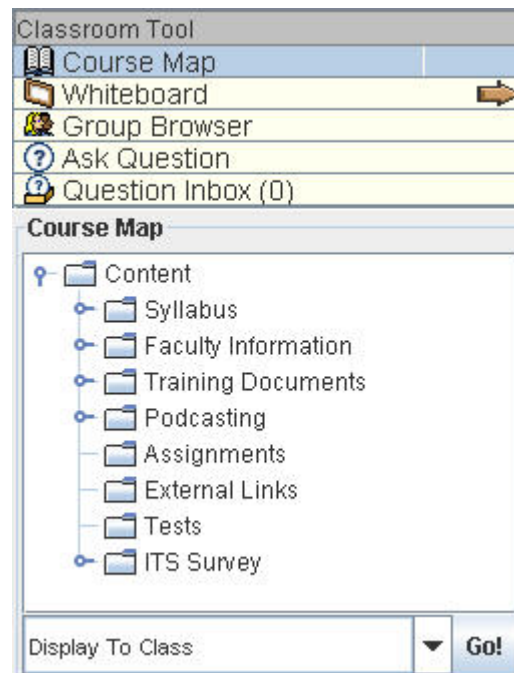 Classroom Tool
Course Map
Whiteboard
Group Browser
Ask Question
Question Inbox (0)
Course Map
Content
Syllabus
Faculty Information
Training Documents
Podcasting
Assignments
External Links
Tests
ITS Survey
Display To Class Go!